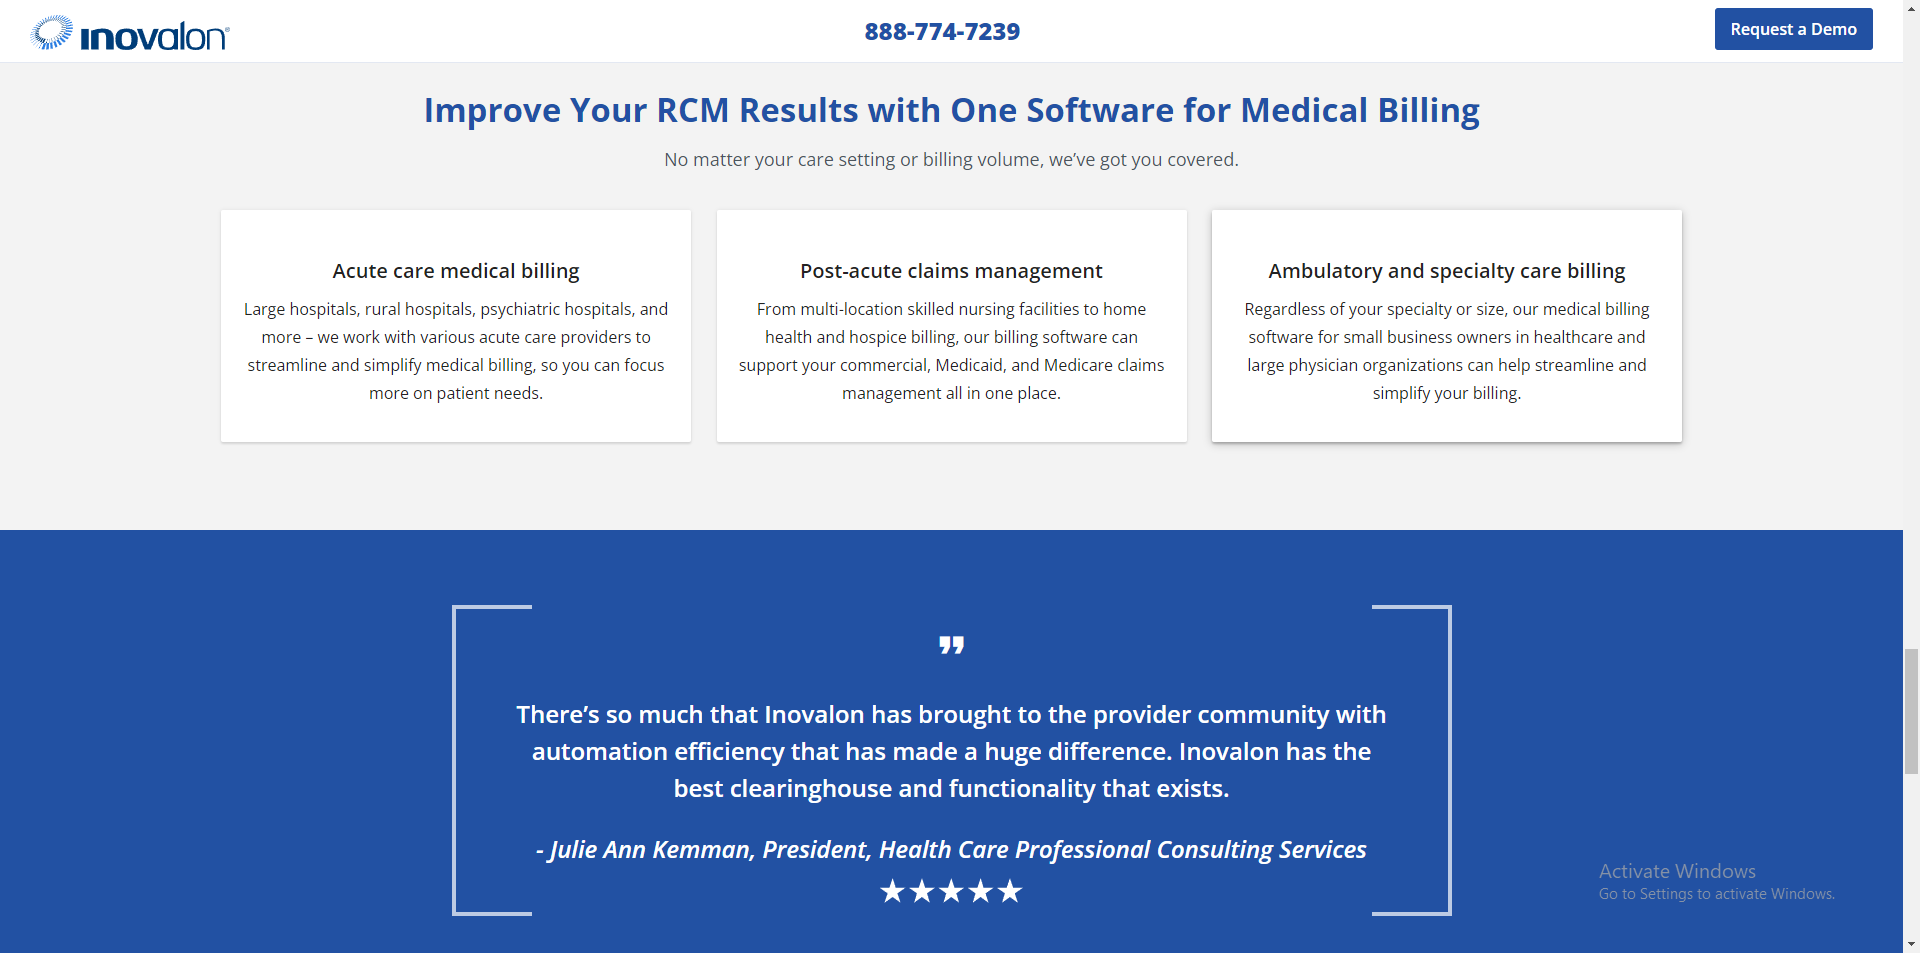 inovalon®
888-774-7239
Request a Demo
Improve Your RCM Results with One Software for Medical Billing
No matter your care setting or billing volume, we’ve got you covered.
Acute care medical billing
Large hospitals, rural hospitals, psychiatric hospitals, and
more – we work with various acute care providers to
streamline and simplify medical billing, so you can focus
more on patient needs.
Post-acute claims management
From multi-location skilled nursing facilities to home
health and hospice billing, our billing software can
support your commercial, Medicaid, and Medicare claims
management all in one place.
Ambulatory and specialty care billing
Regardless of your specialty or size, our medical billing
software for small business owners in healthcare and
large physician organizations can help streamline and
simplify your billing.
”
There’s so much that Inovalon has brought to the provider community with
automation efficiency that has made a huge difference. Inovalon has the
best clearinghouse and functionality that exists.
- Julie Ann Kemman, President, Health Care Professional Consulting Services
★★★★★
Activate Windows
Go to Settings to activate Windows.